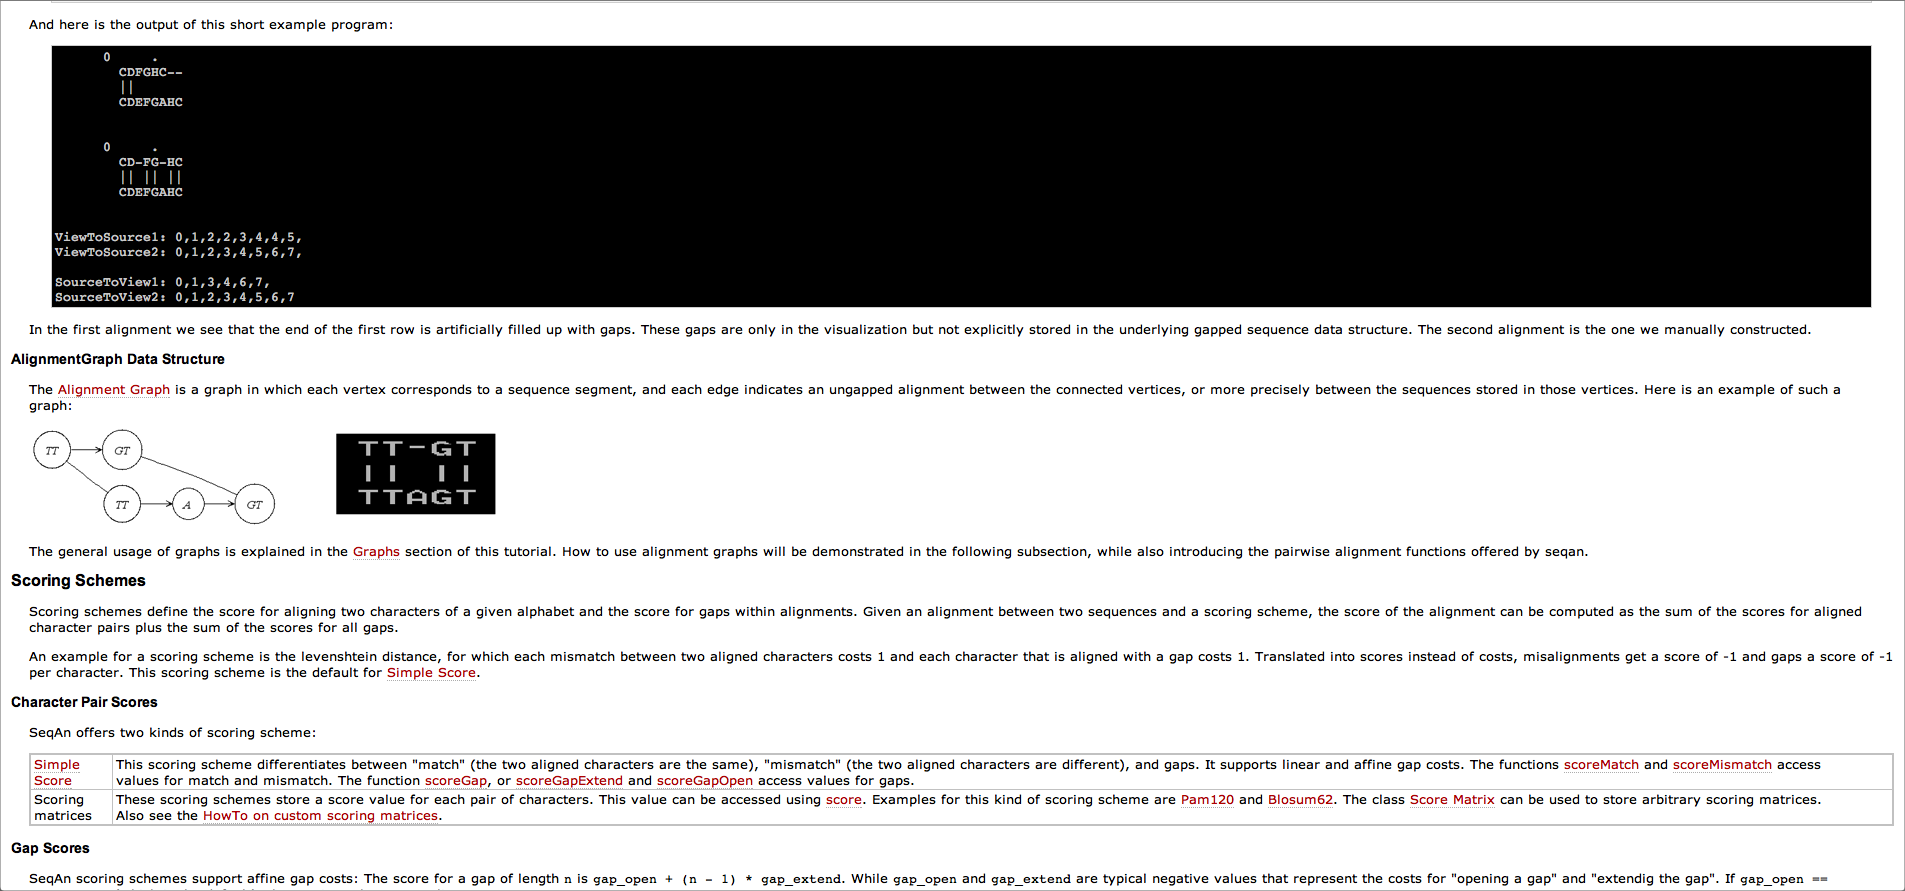 And here is the output of this short example program:
0     .
CDFGHC--
||
CDEFGAHC
0     .
CD-FG-HC
|| || ||
CDEFGAHC
ViewToSource1: 0,1,2,2,3,4,4,5,
ViewToSource2: 0,1,2,3,4,5,6,7,
SourceToView1: 0,1,3,4,6,7,
SourceToView2: 0,1,2,3,4,5,6,7
In the first alignment we see that the end of the first row is artificially filled up with gaps. These gaps are only in the visualization but not explicitly stored in the underlying gapped sequence data structure. The second alignment is the one we manually constructed.
AlignmentGraph Data Structure
The Alignment Graph is a graph in which each vertex corresponds to a sequence segment, and each edge indicates an ungapped alignment between the connected vertices, or more precisely between the sequences stored in those vertices. Here is an example of such a
graph:
TT GT
TT A GT
TT-GT
|| ||
TTAGT
The general usage of graphs is explained in the Graphs section of this tutorial. How to use alignment graphs will be demonstrated in the following subsection, while also introducing the pairwise alignment functions offered by seqan.
Scoring Schemes
Scoring schemes define the score for aligning two characters of a given alphabet and the score for gaps within alignments. Given an alignment between two sequences and a scoring scheme, the score of the alignment can be computed as the sum of the scores for aligned
character pairs plus the sum of the scores for all gaps.
An example for a scoring scheme is the levenshtein distance, for which each mismatch between two aligned characters costs 1 and each character that is aligned with a gap costs 1. Translated into scores instead of costs, misalignments get a score of -1 and gaps a score of -1
per character. This scoring scheme is the default for Simple Score.
Character Pair Scores
SeqAn offers two kinds of scoring scheme:
Simple Score
This scoring scheme differentiates between "match" (the two aligned characters are the same), "mismatch" (the two aligned characters are different), and gaps. It supports linear and affine gap costs. The functions scoreMatch and scoreMismatch access
values for match and mismatch. The function scoreGap, or scoreGapExtend and scoreGapOpen access values for gaps.
Scoring matrices
These scoring schemes store a score value for each pair of characters. This value can be accessed using score. Examples for this kind of scoring scheme are Pam120 and Blosum62. The class Score Matrix can be used to store arbitrary scoring matrices.
Also see the HowTo on custom scoring matrices.
Gap Scores
SeqAn scoring schemes support affine gap costs: The score for a gap of length n is gap_open + (n - 1) * gap_extend. While gap_open and gap_extend are typical negative values that represent the costs for "opening a gap" and "extendig the gap". If gap_open ==